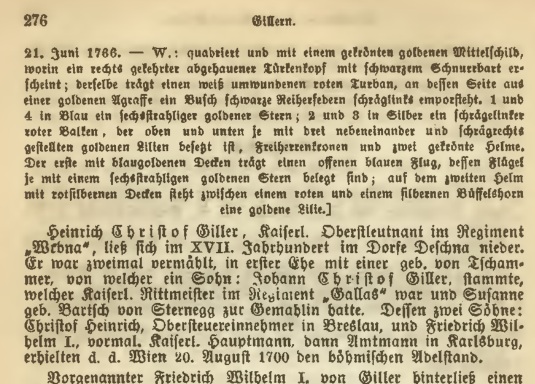 276 Gillern.
21. Juni 1766. — W.: quadriert und mit einem gekrönten goldenen Mittelschild,
worin ein rechts gekehrter abgehauener Türkenkopf mit schwarzem Schnurrbart er-
scheint; derselbe trägt einen weiß umwundenen roten Turban, an dessen Seite aus
einer goldenen Agraffe ein Busch schwarze Reiherfedern schräglinks emporsteht. 1 und
4 in Blau ein sechsstrahliger goldener Stern; 2 und 3 in Silber ein schräglinker
roter Balken, der oben und unten je mit drei nebeneinander und schrägrechts
gestellten goldenen Lilien besetzt ist, Freiherrenkronen und zwei gekrönte Helme.
Der erste mit blaugoldenen Decken trägt einen offenen blauen Flug, dessen Flügel
je mit einem sechsstrahligen goldenen Stern belegt sind; auf dem zweiten Helm
mit rotsilbernen Decken steht zwischen einem roten und einem silbernen Büffelshorn
eine goldene Lilie.]
Heinrich Christof Giller, Kaiserl. Oberstleutnant im Regiment
„Wrbna“, ließ sich im XVII. Jahrhundert im Dorfe Deschna nieder.
Er war zweimal vermählt, in erster Ehe mit einer geb. von Tscham-
mer, von welcher ein Sohn: Johann Christof Giller, stammte,
welcher Kaiserl. Rittmeister im Regiment „Gallas“ war und Susanne
geb. Bartsch von Sternegg zur Gemahlin hatte. Dessen zwei Söhne:
Christof Heinrich, Obersteuereinnehmer in Breslau, und Friedrich Wil-
helm I., vormal. Kaiserl. Hauptmann, dann Amtmann in Karlsburg,
erhielten d. d. Wien 20. August 1700 den böhmischen Adelstand.
Vorgenannter Friedrich Wilhelm I. von Giller hinterließ einen